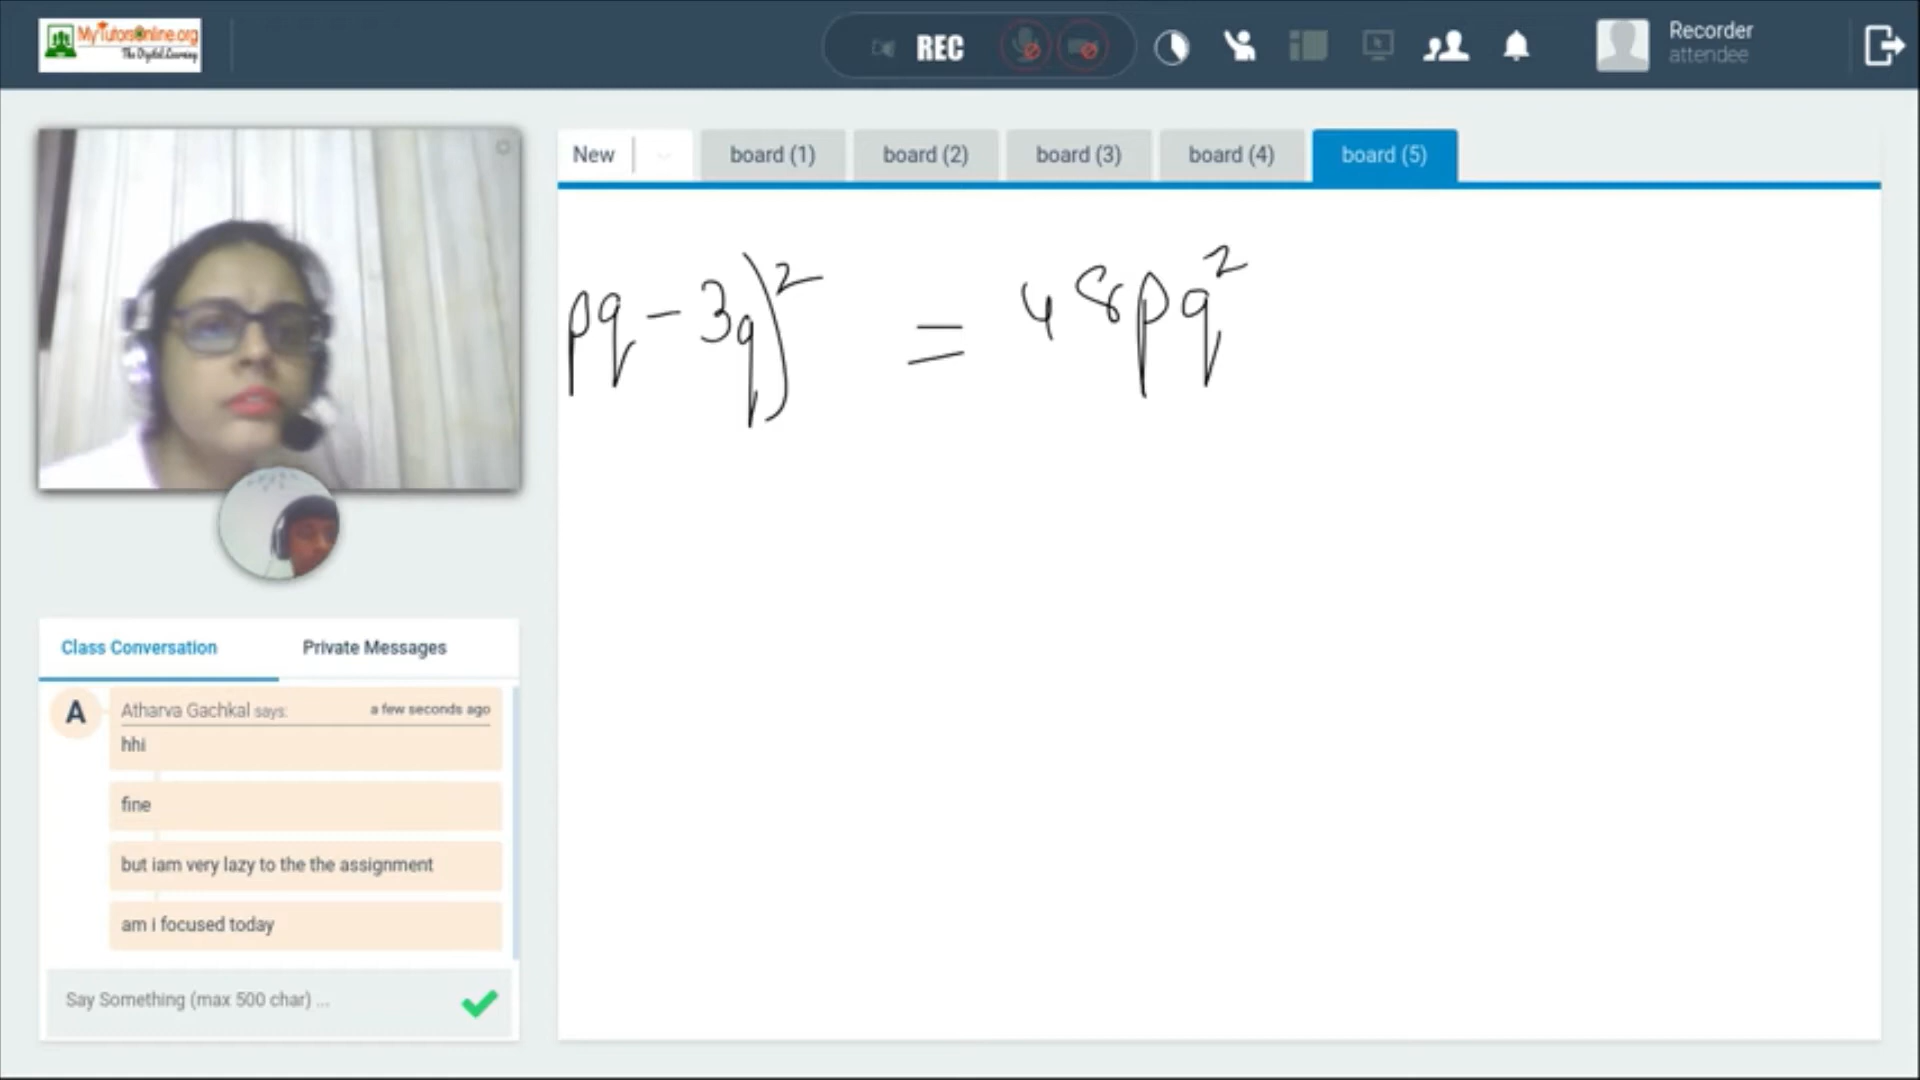 MyTutorsOnline.org
The Digital Learning
REC
Recorder
attendee
New
board (1)
board (2)
board (3)
board (4)
board (5)
pq - 3q)² = 48pq²
Class Conversation
Private Messages
A
Atharva Gachkal says:
a few seconds ago
hhi
fine
but iam very lazy to the the assignment
am i focused today
Say Something (max 500 char) ...